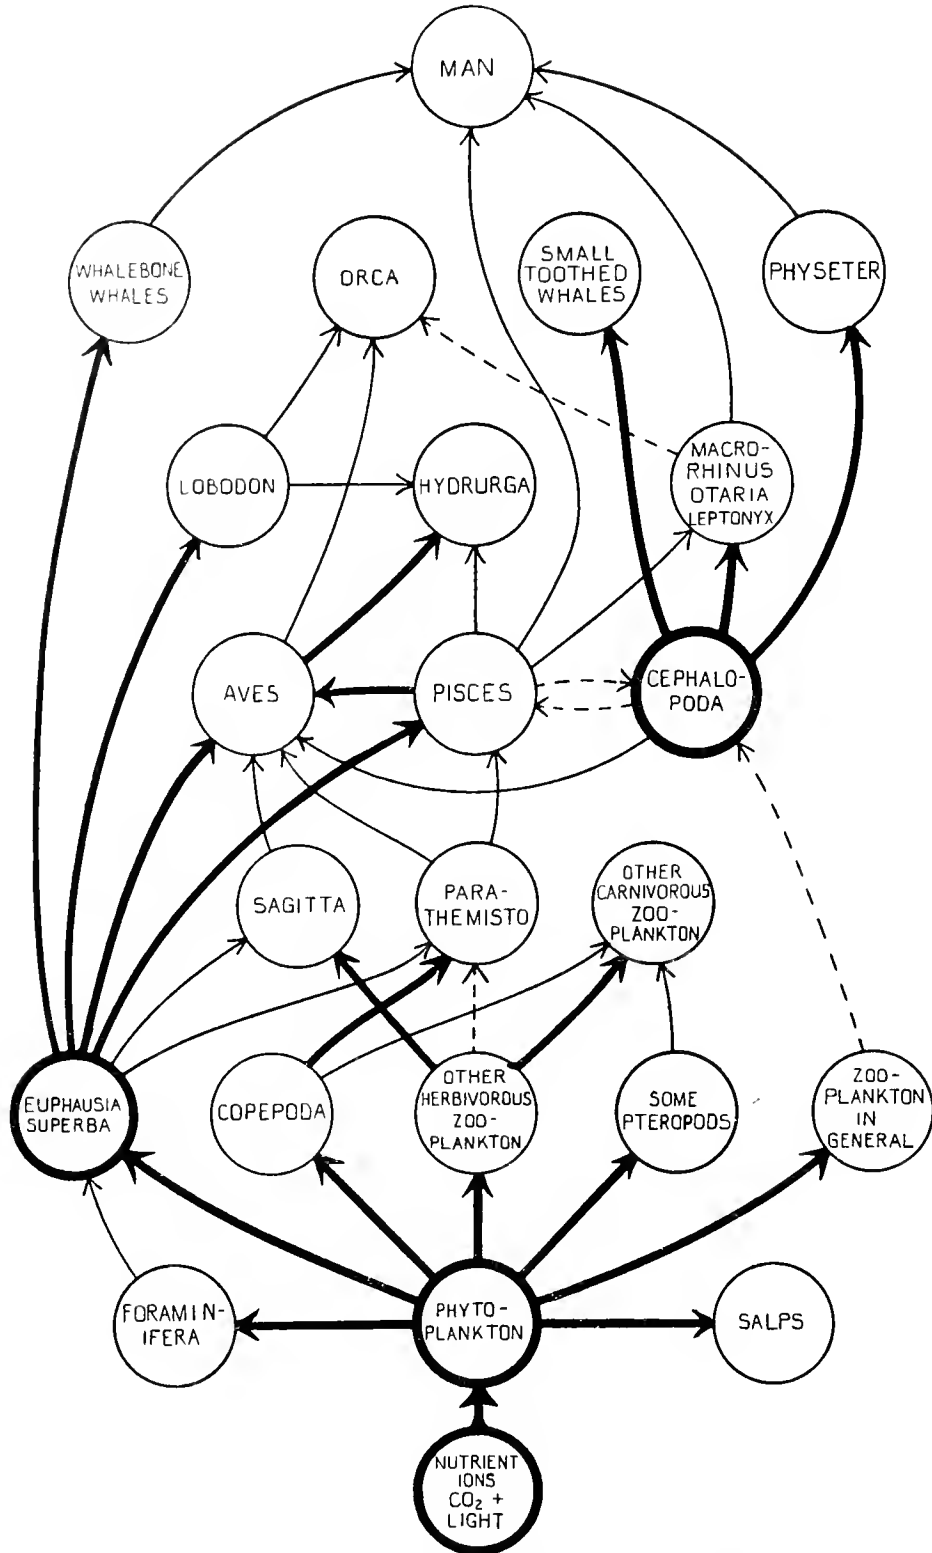 MAN
WHALEBONE
WHALES
ORCA
SMALL
TOOTHED
WHALES
PHYSETER
LOBODON
HYDRURGA
MACRO-
RHINUS
OTARIA
LEPTONYX
AVES
PISCES
CEPHALO-
PODA
SAGITTA
PARA-
THEMISTO
OTHER
CARNIVOROUS
ZOO-
PLANKTON
EUPHAUSIA
SUPERBA
COPEPODA
OTHER
HERBIVOROUS
ZOO-
PLANKTON
SOME
PTEROPODS
ZOO-
PLANKTON
IN
GENERAL
FORAMIN-
IFERA
PHYTO-
PLANKTON
SALPS
NUTRIENT
IONS
CO₂ +
LIGHT